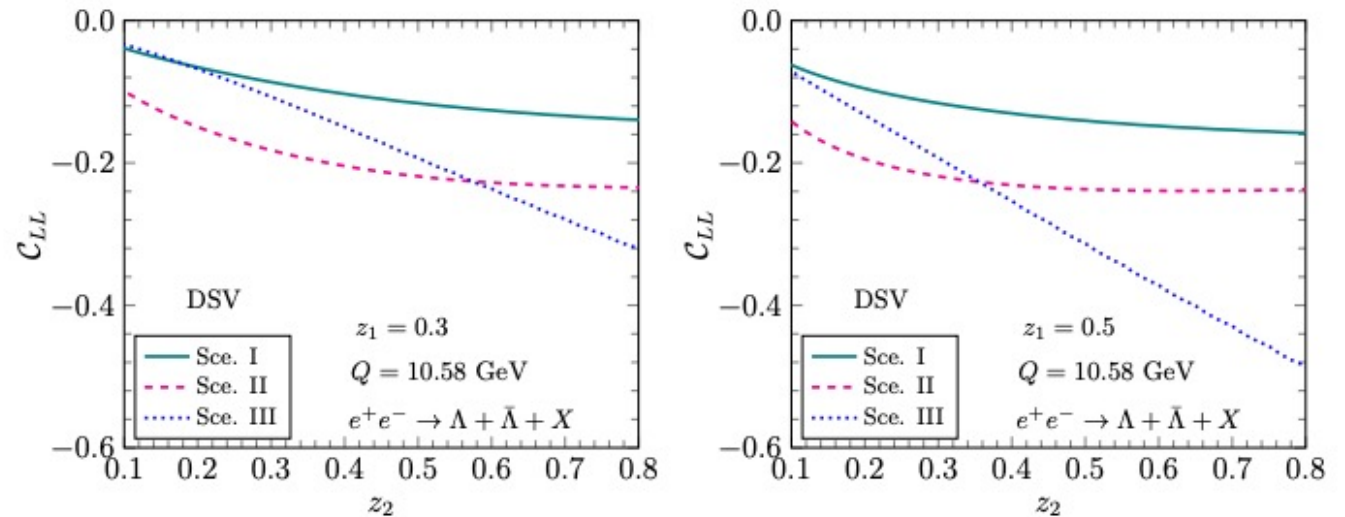 0.0
−0.2
−0.4
−0.6
𝒞_LL
DSV
Sce. I
Sce. II
Sce. III
z₁ = 0.3
Q = 10.58 GeV
e⁺e⁻ → Λ + Λ̄ + X
0.1 0.2 0.3 0.4 0.5 0.6 0.7 0.8
z₂
0.0
−0.2
−0.4
−0.6
𝒞_LL
DSV
Sce. I
Sce. II
Sce. III
z₁ = 0.5
Q = 10.58 GeV
e⁺e⁻ → Λ + Λ̄ + X
0.1 0.2 0.3 0.4 0.5 0.6 0.7 0.8
z₂